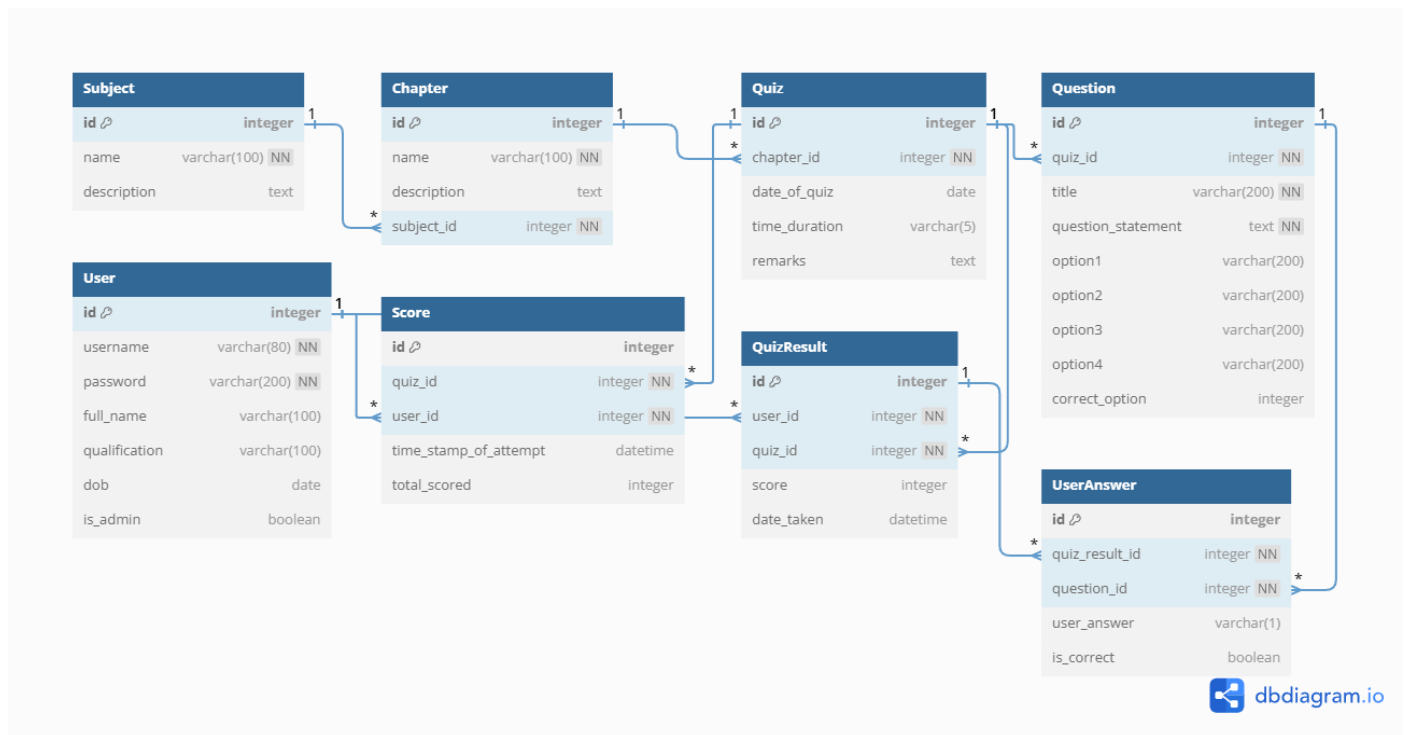 Subject
id integer
name varchar(100) NN
description text
1
*
Chapter
id integer
name varchar(100) NN
description text
subject_id integer NN
1
*
Quiz
1
id integer
chapter_id integer NN
date_of_quiz date
time_duration varchar(5)
remarks text
1
*
Question
id integer
quiz_id integer NN
title varchar(200) NN
question_statement text NN
option1 varchar(200)
option2 varchar(200)
option3 varchar(200)
option4 varchar(200)
correct_option integer
1
User
id integer
username varchar(80) NN
password varchar(200) NN
full_name varchar(100)
qualification varchar(100)
dob date
is_admin boolean
1
*
Score
id integer
quiz_id integer NN
user_id integer NN
time_stamp_of_attempt datetime
total_scored integer
*
*
QuizResult
id integer
user_id integer NN
quiz_id integer NN
score integer
date_taken datetime
1
*
*
UserAnswer
id integer
quiz_result_id integer NN
question_id integer NN
user_answer varchar(1)
is_correct boolean
*
dbdiagram.io